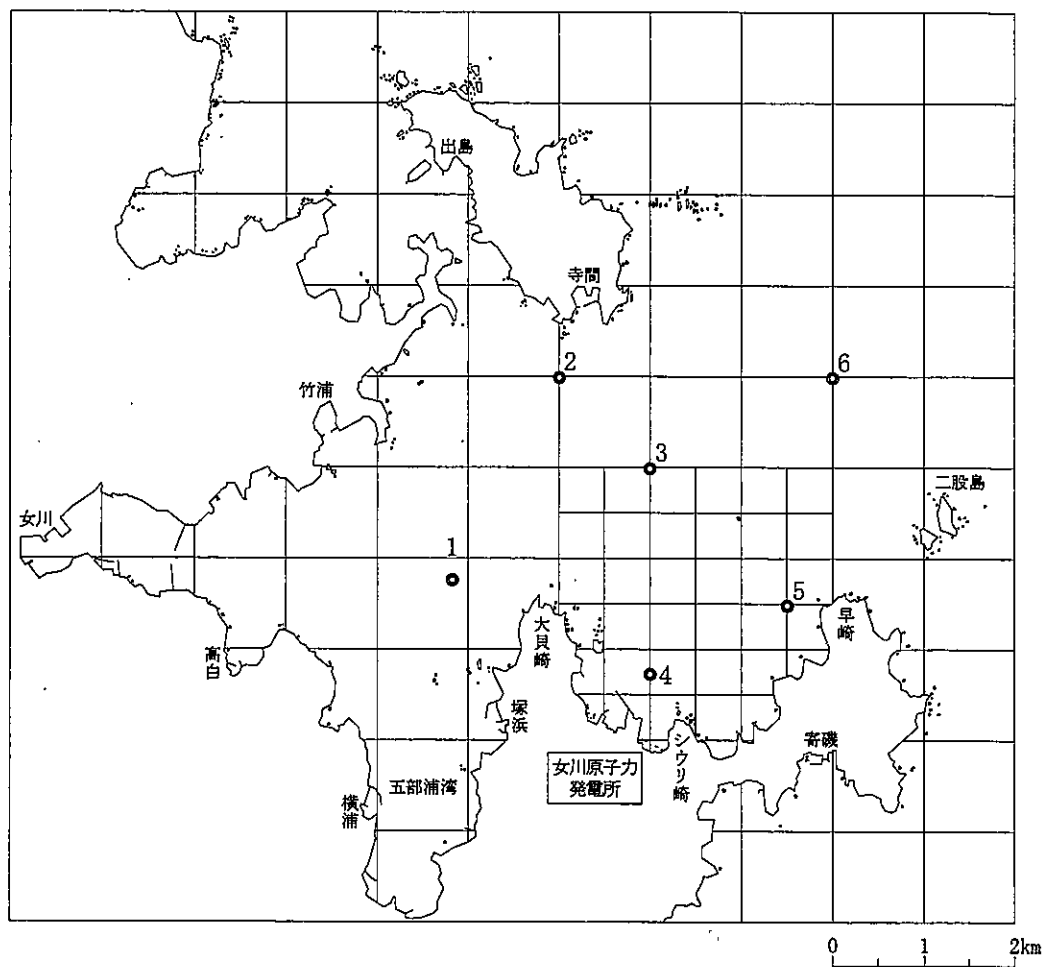 出島
寺間
2
6
竹浦
3
二股島
女川
1
5
早崎
大貝崎
高白
4
塚浜
シウリ崎
寄磯
女川原子力
発電所
五部浦湾
横浦
0 1 2km